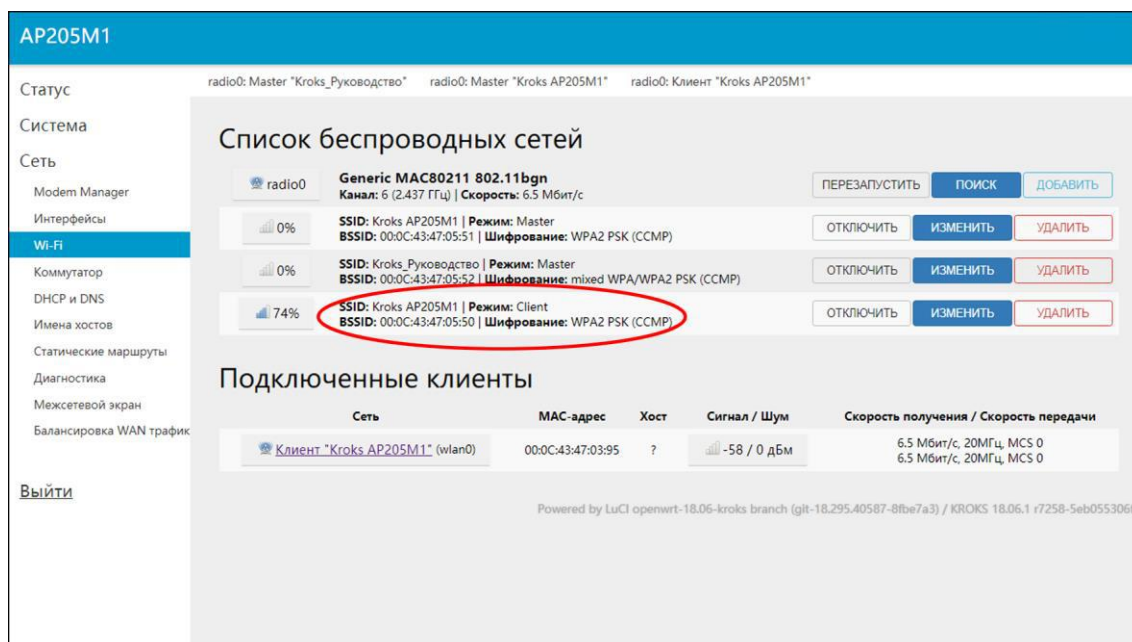 AP205M1
Статус
Система
Сеть
Modem Manager
Интерфейсы
Wi-Fi
Коммутатор
DHCP и DNS
Имена хостов
Статические маршруты
Диагностика
Межсетевой экран
Балансировка WAN трафик
Выйти
radio0: Master "Kroks_Руководство" radio0: Master "Kroks AP205M1" radio0: Клиент "Kroks AP205M1"
Список беспроводных сетей
radio0 Generic MAC80211 802.11bgn ПЕРЕЗАПУСТИТЬ ПОИСК ДОБАВИТЬ
Канал: 6 (2.437 ГГц) | Скорость: 6.5 Мбит/с
0% SSID: Kroks AP205M1 | Режим: Master ОТКЛЮЧИТЬ ИЗМЕНИТЬ УДАЛИТЬ
BSSID: 00:0C:43:47:05:51 | Шифрование: WPA2 PSK (CCMP)
0% SSID: Kroks_Руководство | Режим: Master ОТКЛЮЧИТЬ ИЗМЕНИТЬ УДАЛИТЬ
BSSID: 00:0C:43:47:05:52 | Шифрование: mixed WPA/WPA2 PSK (CCMP)
74% SSID: Kroks AP205M1 | Режим: Client ОТКЛЮЧИТЬ ИЗМЕНИТЬ УДАЛИТЬ
BSSID: 00:0C:43:47:05:50 | Шифрование: WPA2 PSK (CCMP)
Подключенные клиенты
Сеть MAC-адрес Хост Сигнал / Шум Скорость получения / Скорость передачи
Клиент "Kroks AP205M1" (wlan0) 00:0C:43:47:03:95 ? -58 / 0 дБм 6.5 Мбит/с, 20МГц, MCS 0
6.5 Мбит/с, 20МГц, MCS 0
Powered by LuCI openwrt-18.06-kroks branch (git-18.295.40587-8fbe7a3) / KROKS 18.06.1 r7258-5eb055306